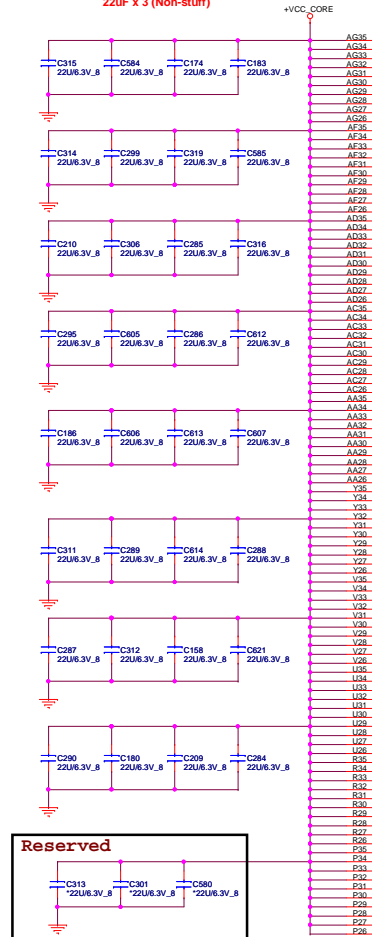 22uF x 3 (Non-stuff)
+VCC_CORE
C315 C584 C174 C183
22U/6.3V_8 22U/6.3V_8 22U/6.3V_8 22U/6.3V_8
C314 C299 C319 C585
22U/6.3V_8 22U/6.3V_8 22U/6.3V_8 22U/6.3V_8
C210 C306 C285 C316
22U/6.3V_8 22U/6.3V_8 22U/6.3V_8 22U/6.3V_8
C295 C605 C286 C612
22U/6.3V_8 22U/6.3V_8 22U/6.3V_8 22U/6.3V_8
C186 C606 C613 C607
22U/6.3V_8 22U/6.3V_8 22U/6.3V_8 22U/6.3V_8
C311 C289 C614 C288
22U/6.3V_8 22U/6.3V_8 22U/6.3V_8 22U/6.3V_8
C287 C312 C158 C621
22U/6.3V_8 22U/6.3V_8 22U/6.3V_8 22U/6.3V_8
C290 C180 C209 C284
22U/6.3V_8 22U/6.3V_8 22U/6.3V_8 22U/6.3V_8
Reserved
C313 C301 C580
*22U/6.3V_8 *22U/6.3V_8 *22U/6.3V_8
AG35
AG34
AG33
AG32
AG31
AG30
AG29
AG28
AG27
AG26
AF35
AF34
AF33
AF32
AF31
AF30
AF29
AF28
AF27
AF26
AD35
AD34
AD33
AD32
AD31
AD30
AD29
AD28
AD27
AD26
AC35
AC34
AC33
AC32
AC31
AC30
AC29
AC28
AC27
AC26
AA35
AA34
AA33
AA32
AA31
AA30
AA29
AA28
AA27
AA26
Y35
Y34
Y33
Y32
Y31
Y30
Y29
Y28
Y27
Y26
V35
V34
V33
V32
V31
V30
V29
V28
V27
V26
U35
U34
U33
U32
U31
U30
U29
U28
U27
U26
R35
R34
R33
R32
R31
R30
R29
R28
R27
R26
P35
P34
P33
P32
P31
P30
P29
P28
P27
P26